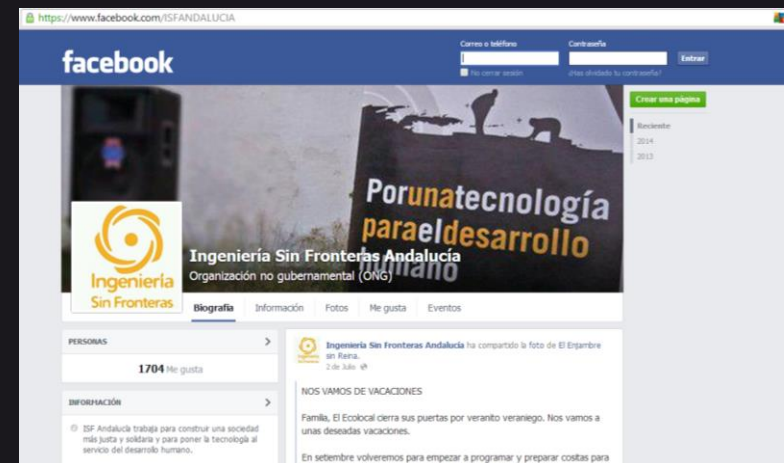 https://www.facebook.com/ISFANDALUCIA
facebook
Correo o teléfono
Contraseña
Entrar
No cerrar sesión
¿Has olvidado tu contraseña?
Crear una página
Reciente
2014
2013
Porunatecnología
paraeldesarrollo
humano
Ingeniería
Sin Fronteras
Ingeniería Sin Fronteras Andalucía
Organización no gubernamental (ONG)
Biografía
Información
Fotos
Me gusta
Eventos
PERSONAS
1704 Me gusta
INFORMACIÓN
ISF Andalucía trabaja para construir una sociedad
más justa y solidaria y para poner la tecnología al
servicio del desarrollo humano.
Ingeniería Sin Fronteras Andalucía ha compartido la foto de El Enjambre
sin Reina.
2 de Julio
NOS VAMOS DE VACACIONES
Familia, El Ecolocal cierra sus puertas por veranito veraniego. Nos vamos a
unas deseadas vacaciones.
En setiembre volveremos para empezar a programar y preparar cositas para